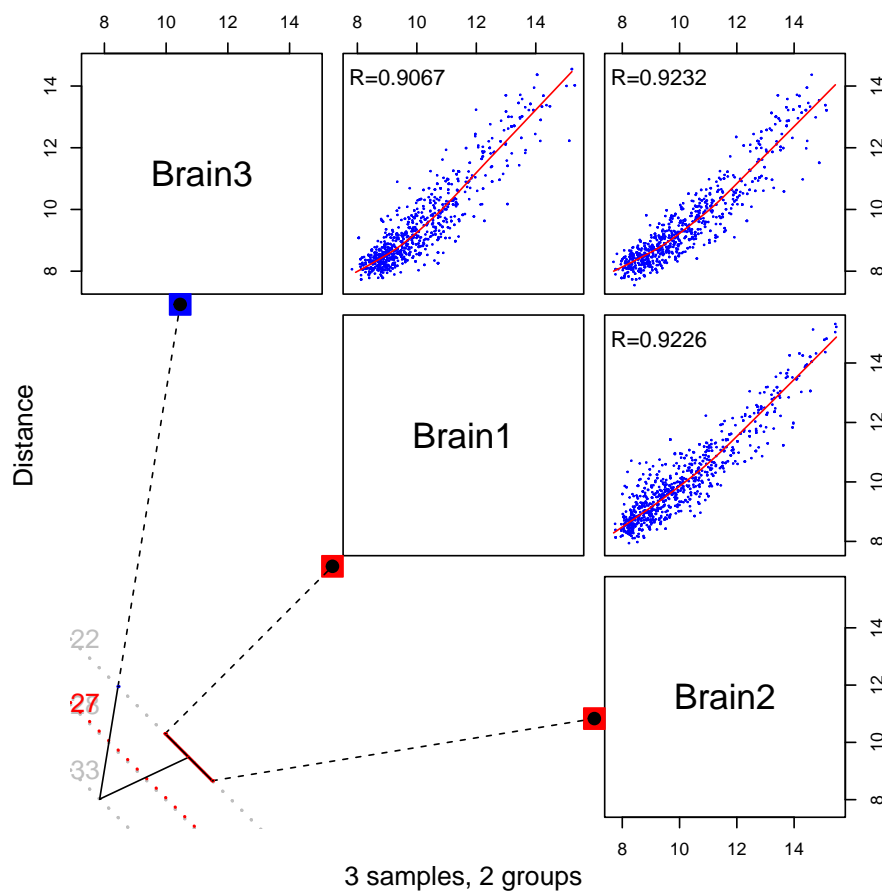 8 10 12 14 8 10 12 14 8 10 12 14
14 12 10 8
Brain3
R=0.9067
R=0.9232
14 12 10 8
Distance
Brain1
R=0.9226
14 12 10 8
22
27
33
Brain2
14 12 10 8
8 10 12 14
3 samples, 2 groups